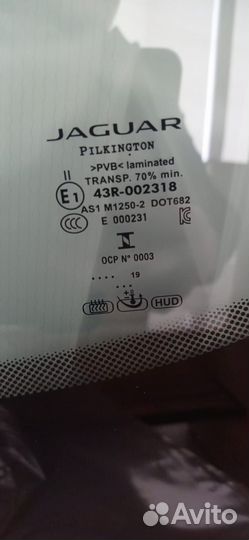 JAGUAR
PILKINGTON
>PVB< laminated
II
TRANSP. 70% min.
E1 43R-002318
AS1 M1250-2 DOT682
CCC E 000231
OCP N° 0003
.... 19
...
HUD
Avito